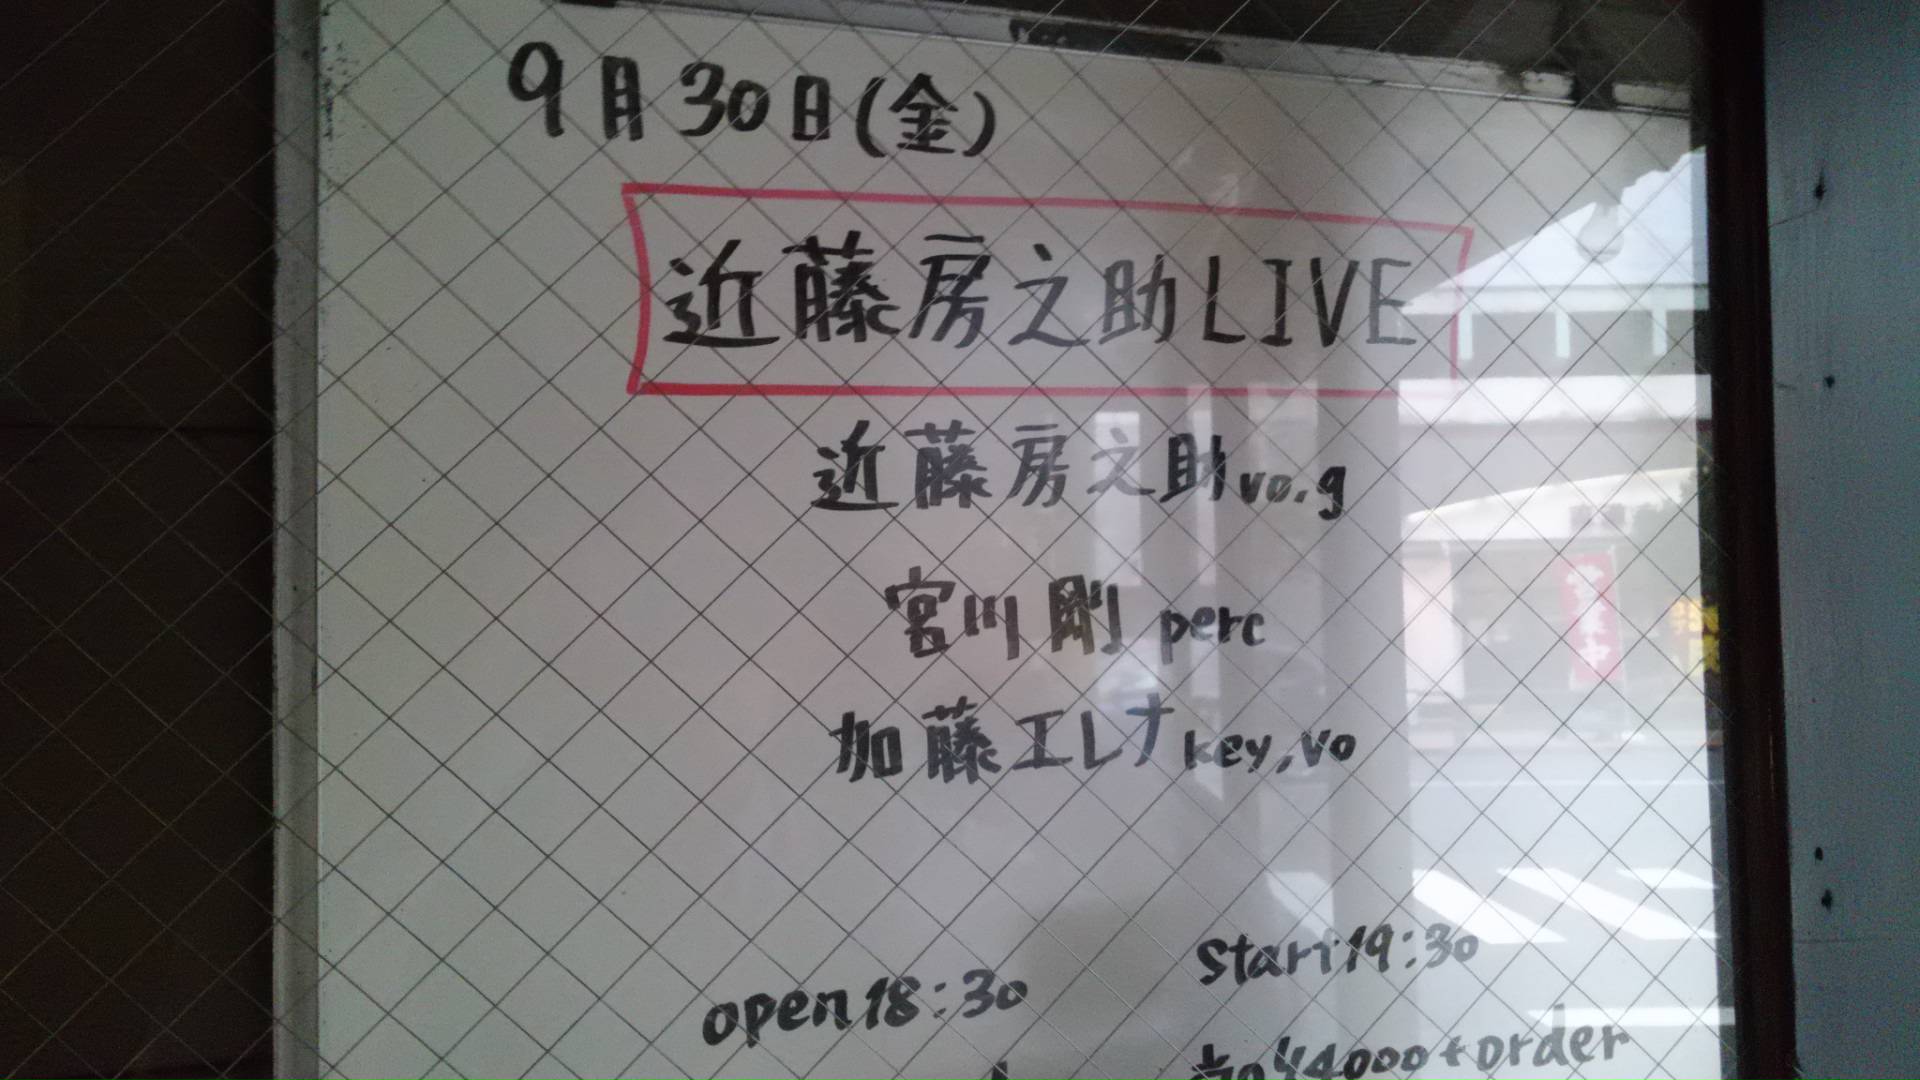 9月30日(金)
近藤房之助LIVE
近藤房之助vo.g
宮川剛 perc
加藤エレナkey,vo
open18:30
start19:30
¥4000+order